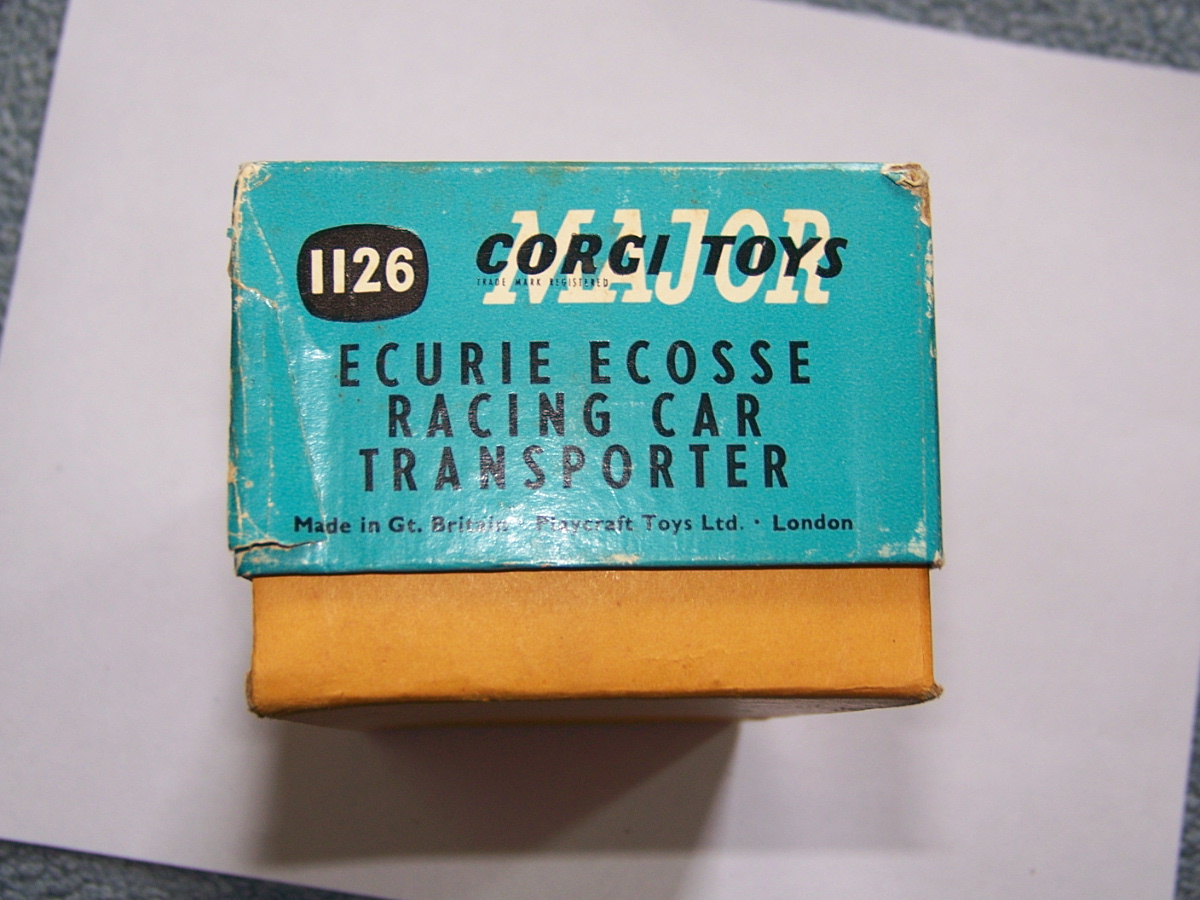 1126
CORGI TOYS
MAJOR
TRADE MARK REGISTERED
ECURIE ECOSSE
RACING CAR
TRANSPORTER
Made in Gt. Britain · Playcraft Toys Ltd. · London